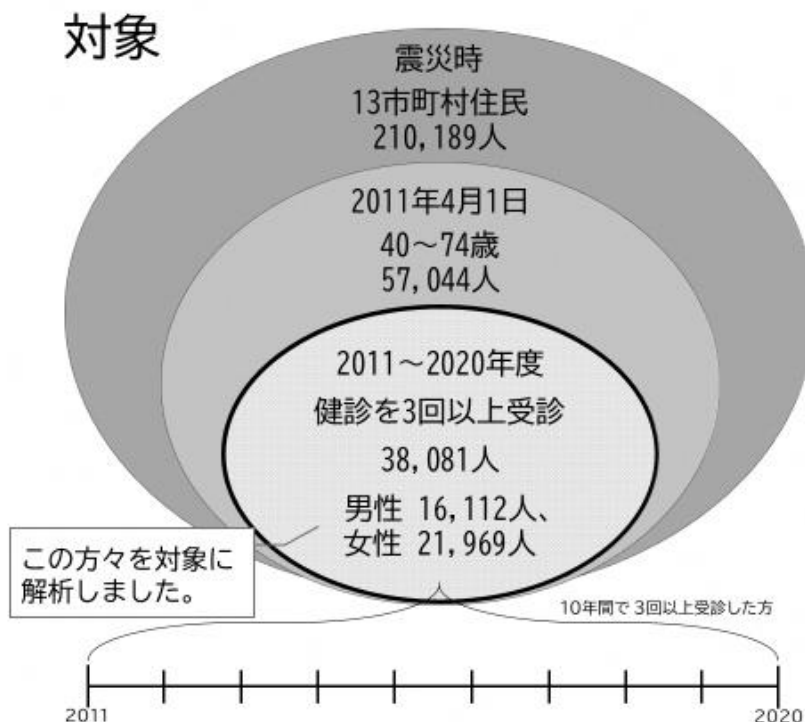 対象
震災時
13市町村住民
210,189人
2011年4月1日
40～74歳
57,044人
2011～2020年度
健診を3回以上受診
38,081人
男性 16,112人、
女性 21,969人
この方々を対象に
解析しました。
10年間で3回以上受診した方
2011
2020